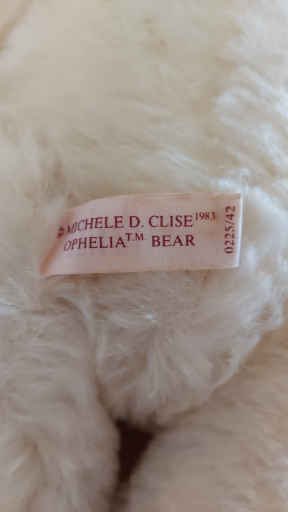 © MICHELE D. CLISE 1983
OPHELIA™ BEAR
0225/42